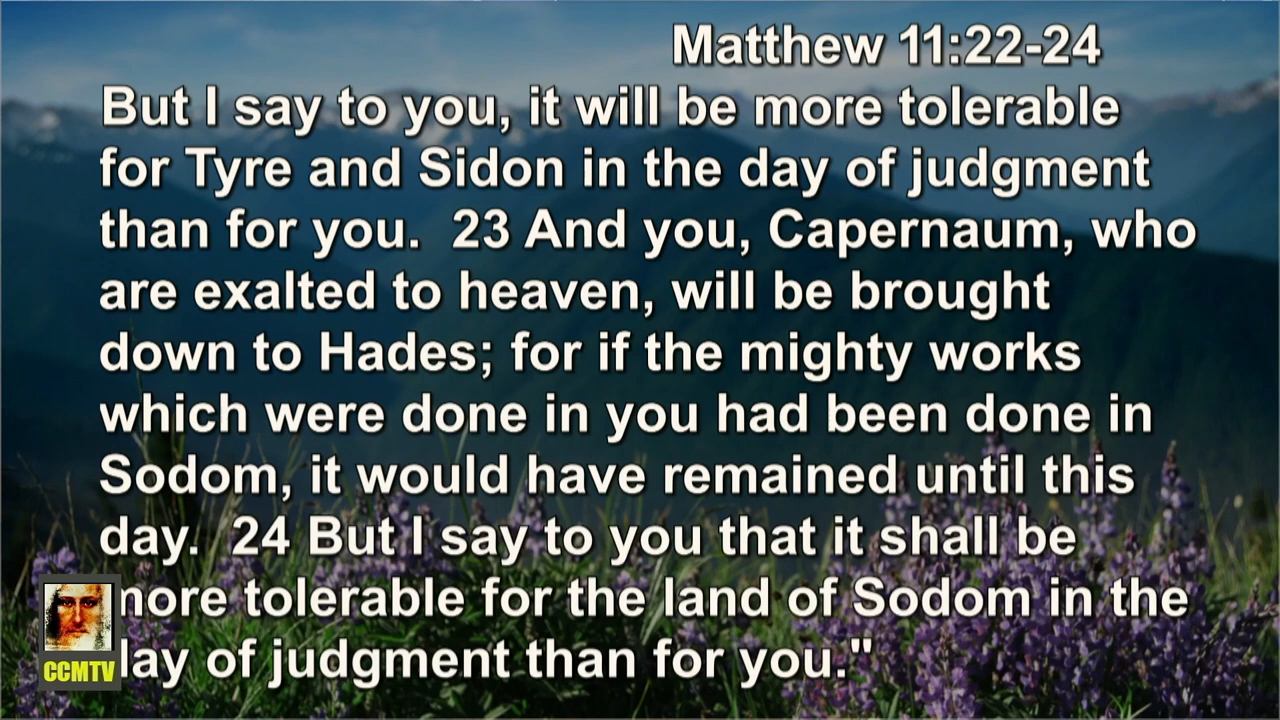 Matthew 11:22-24
But I say to you, it will be more tolerable
for Tyre and Sidon in the day of judgment
than for you.  23 And you, Capernaum, who
are exalted to heaven, will be brought
down to Hades; for if the mighty works
which were done in you had been done in
Sodom, it would have remained until this
day.  24 But I say to you that it shall be
more tolerable for the land of Sodom in the
day of judgment than for you."
CCMTV